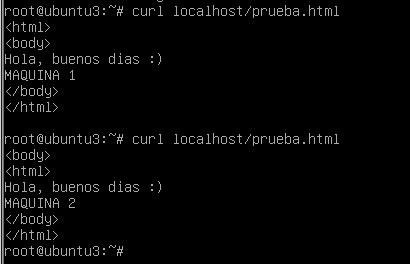 root@ubuntu3:~# curl localhost/prueba.html
<html>
<body>
Hola, buenos dias :)
MAQUINA 1
</body>
</html>
root@ubuntu3:~# curl localhost/prueba.html
<body>
<html>
Hola, buenos dias :)
MAQUINA 2
</body>
</html>
root@ubuntu3:~#